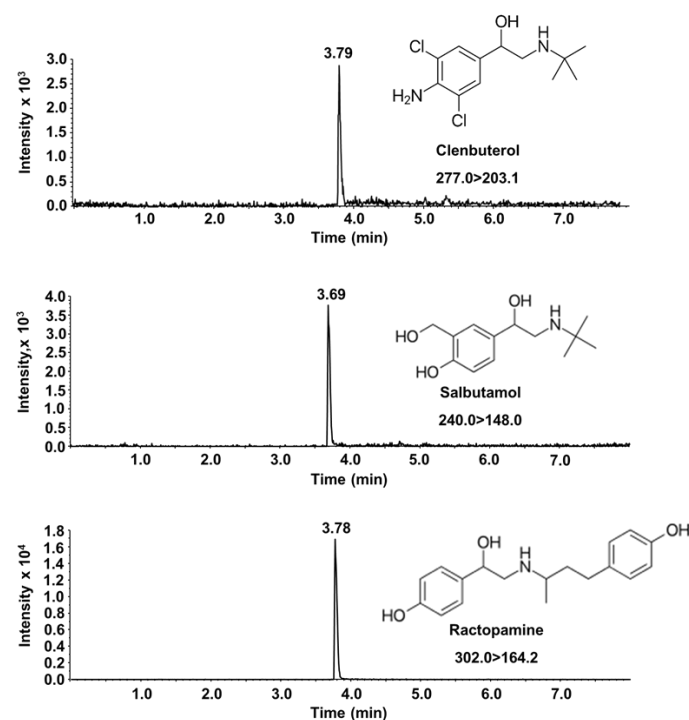 OH
Cl
H
N
H₂N
Cl
Clenbuterol
277.0>203.1
Intensity x 10³
3.0
2.5
2.0
1.5
1.0
0.5
0.0
3.79
1.0 2.0 3.0 4.0 5.0 6.0 7.0
Time (min)
OH
H
N
HO
HO
Salbutamol
240.0>148.0
Intensity,x 10³
4.0
3.5
3.0
2.5
2.0
1.5
1.0
0.5
0.0
3.69
1.0 2.0 3.0 4.0 5.0 6.0 7.0
Time (min)
OH
OH
H
N
HO
Ractopamine
302.0>164.2
Intensity x 10⁴
1.8
1.6
1.4
1.2
1.0
0.8
0.6
0.4
0.2
0.0
3.78
1.0 2.0 3.0 4.0 5.0 6.0 7.0
Time (min)